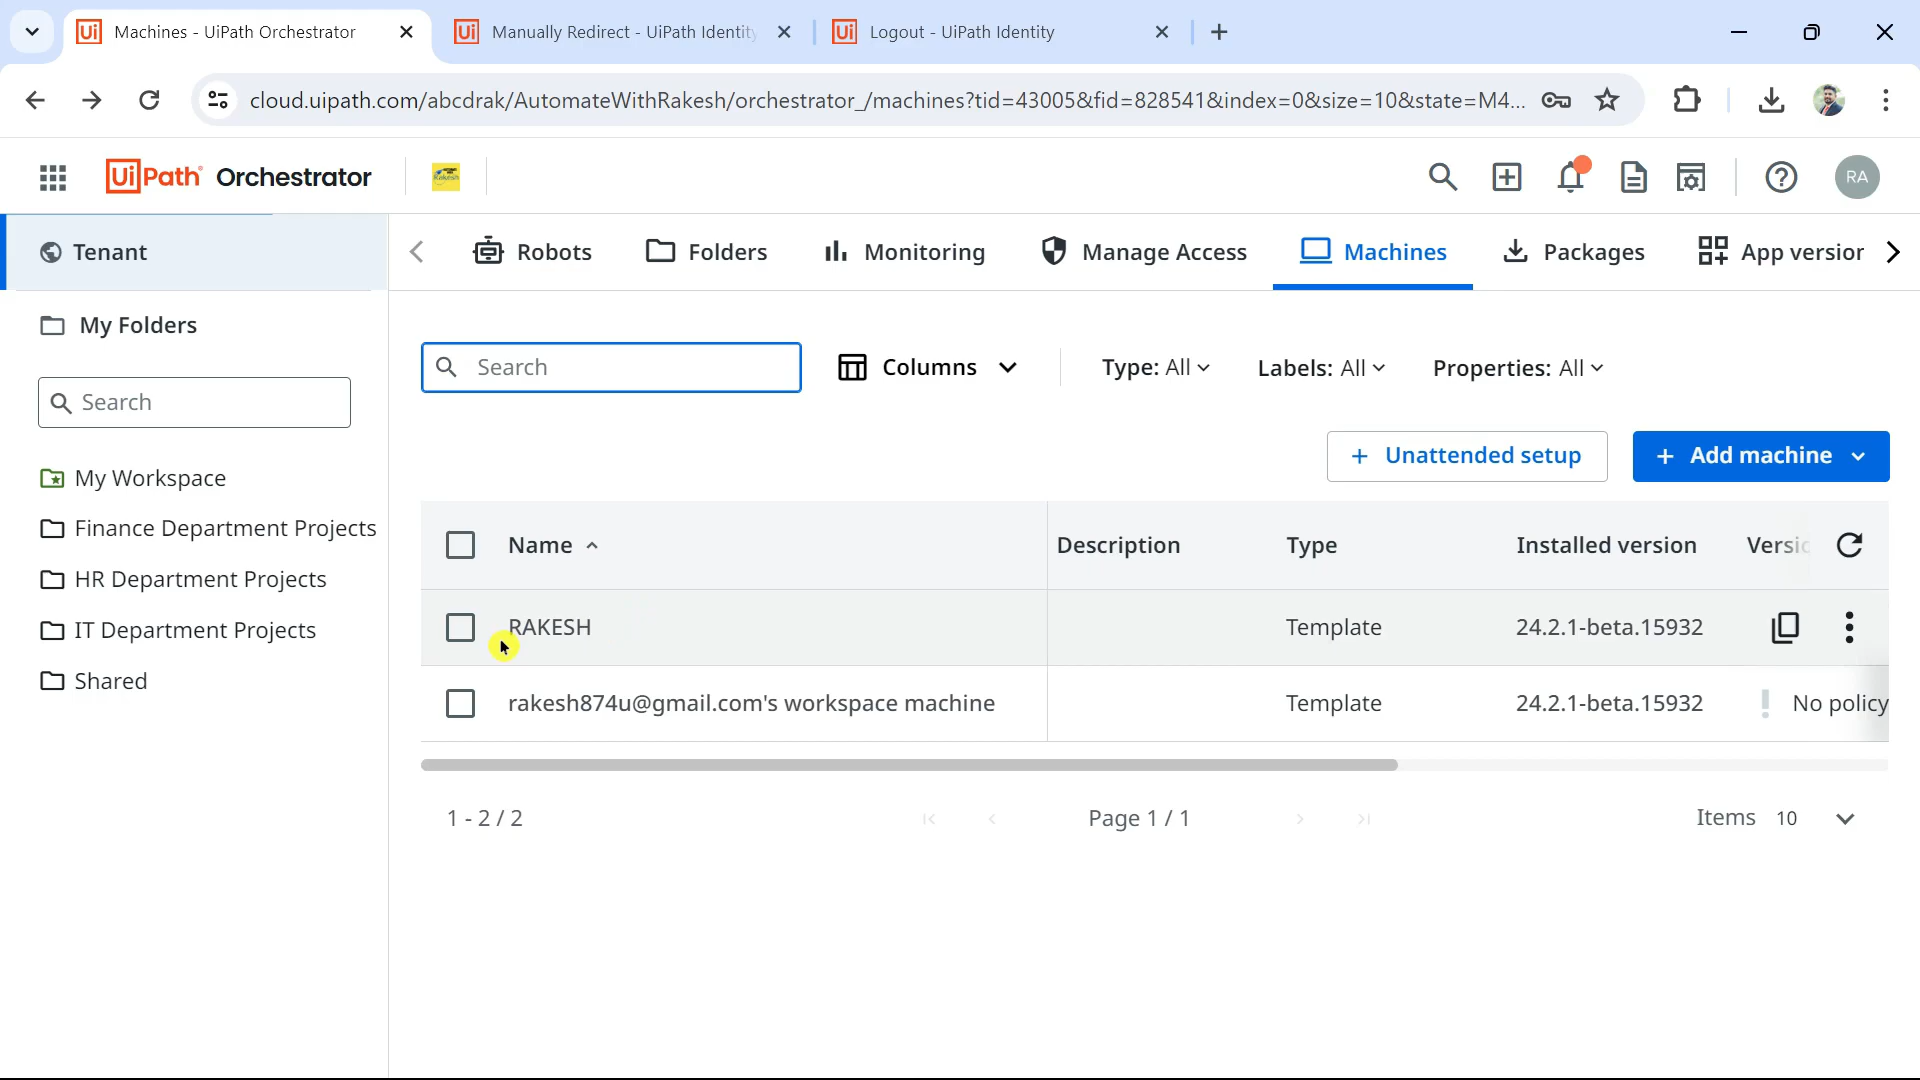 Machines - UiPath Orchestrator
Manually Redirect - UiPath Identity
Logout - UiPath Identity
cloud.uipath.com/abcdrak/AutomateWithRakesh/orchestrator_/machines?tid=43005&fid=828541&index=0&size=10&state=M4...
UiPath Orchestrator
RA
Tenant
Robots
Folders
Monitoring
Manage Access
Machines
Packages
App version
My Folders
Search
Search
Columns
Type: All
Labels: All
Properties: All
Unattended setup
Add machine
My Workspace
Finance Department Projects
HR Department Projects
IT Department Projects
Shared
Name
Description
Type
Installed version
Versio
RAKESH
Template
24.2.1-beta.15932
rakesh874u@gmail.com's workspace machine
Template
24.2.1-beta.15932
No policy
1 - 2 / 2
Page 1 / 1
Items 10